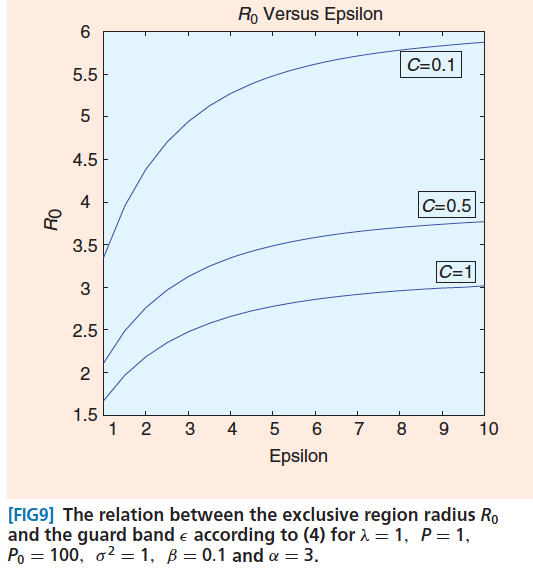 R0 Versus Epsilon
6
5.5
5
4.5
4
3.5
3
2.5
2
1.5
R0
C=0.1
C=0.5
C=1
1 2 3 4 5 6 7 8 9 10
Epsilon
[FIG9] The relation between the exclusive region radius R0
and the guard band ϵ according to (4) for λ = 1, P = 1,
P0 = 100, σ² = 1, β = 0.1 and α = 3.